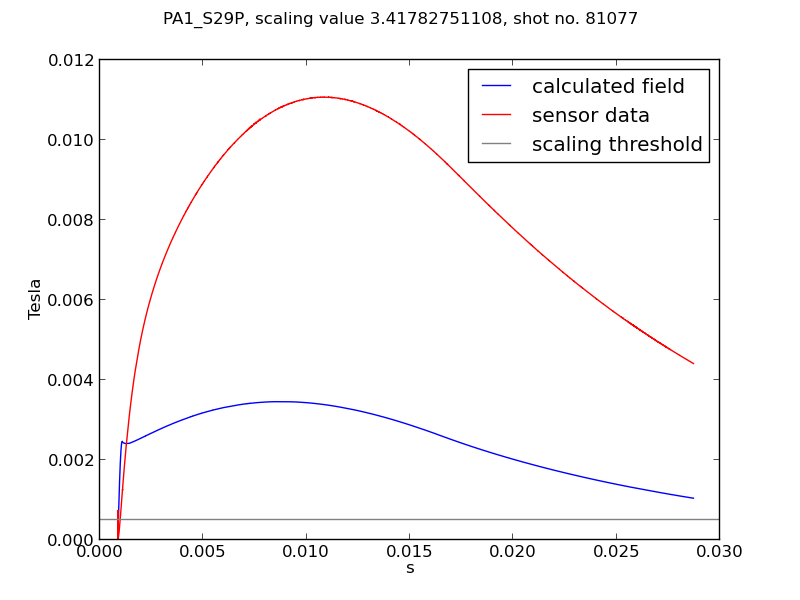 PA1_S29P, scaling value 3.41782751108, shot no. 81077
0.012
0.010
0.008
0.006
0.004
0.002
0.000
Tesla
calculated field
sensor data
scaling threshold
0.000 0.005 0.010 0.015 0.020 0.025 0.030
s